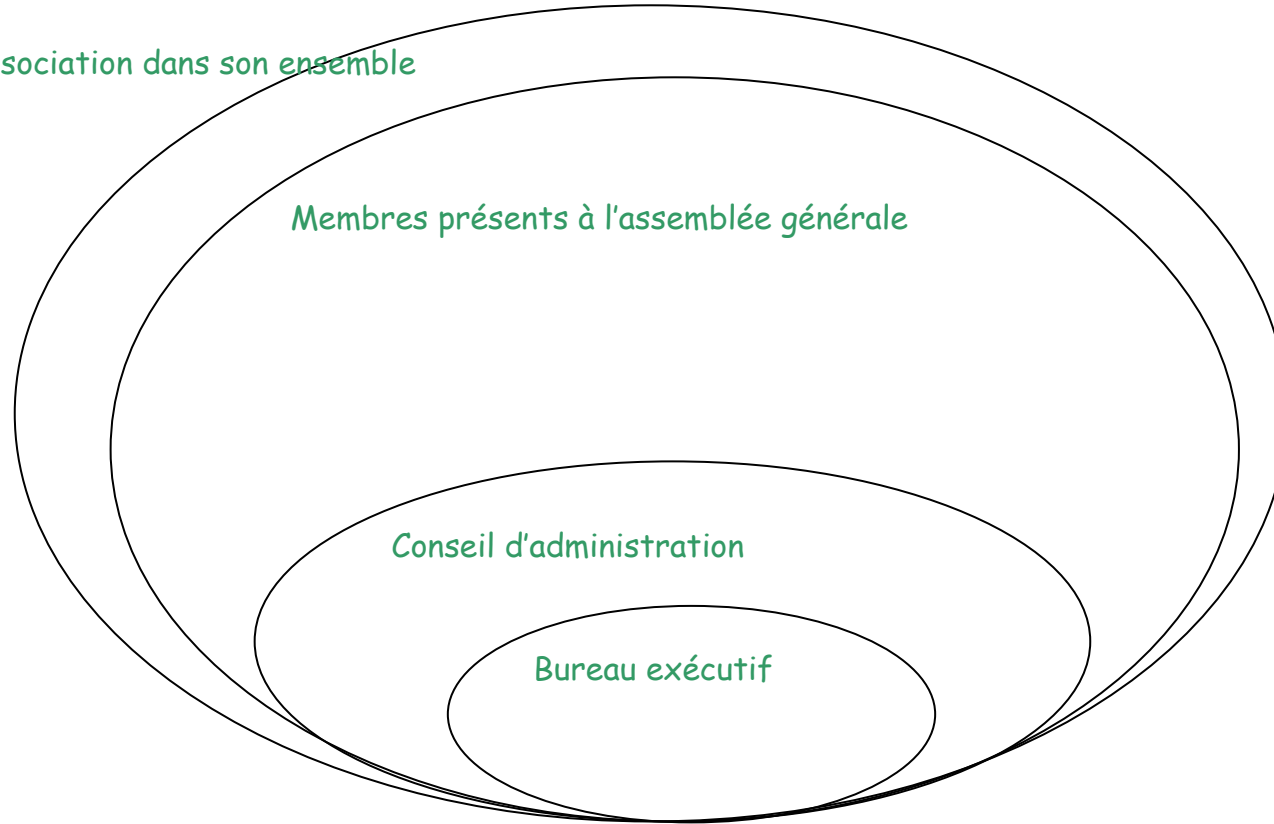 sociation dans son ensemble
Membres présents à l’assemblée générale
Conseil d’administration
Bureau exécutif